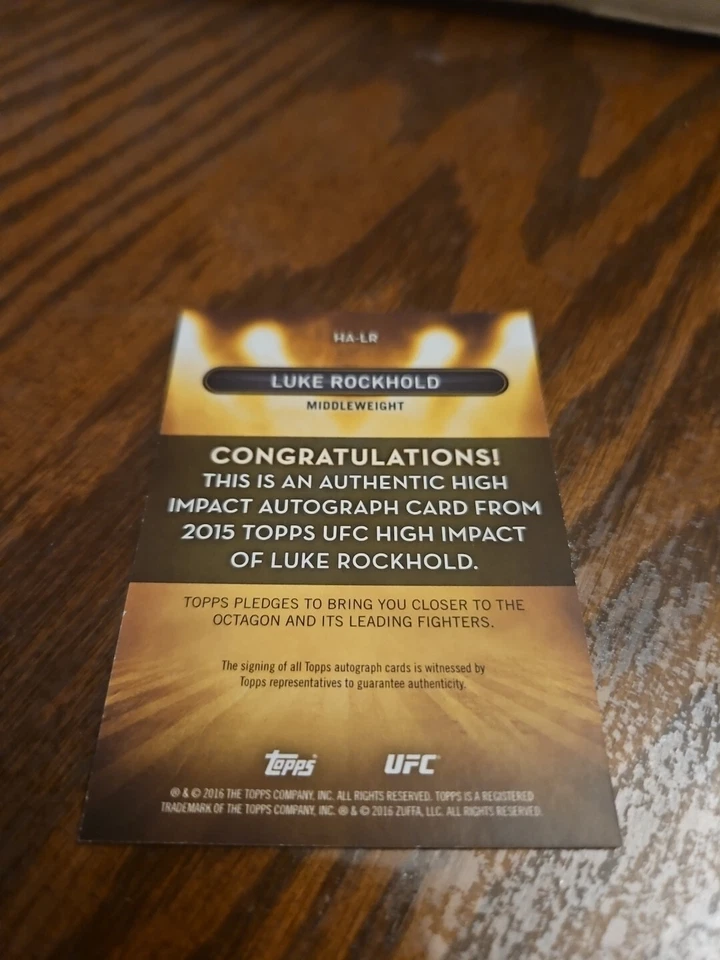 HA-LR
LUKE ROCKHOLD
MIDDLEWEIGHT
CONGRATULATIONS!
THIS IS AN AUTHENTIC HIGH
IMPACT AUTOGRAPH CARD FROM
2015 TOPPS UFC HIGH IMPACT
OF LUKE ROCKHOLD.
TOPPS PLEDGES TO BRING YOU CLOSER TO THE
OCTAGON AND ITS LEADING FIGHTERS.
The signing of all Topps autograph cards is witnessed by
Topps representatives to guarantee authenticity.
Topps® UFC®
® & © 2016 THE TOPPS COMPANY, INC. ALL RIGHTS RESERVED. TOPPS IS A REGISTERED
TRADEMARK OF THE TOPPS COMPANY, INC. ® & © 2016 ZUFFA, LLC. ALL RIGHTS RESERVED.